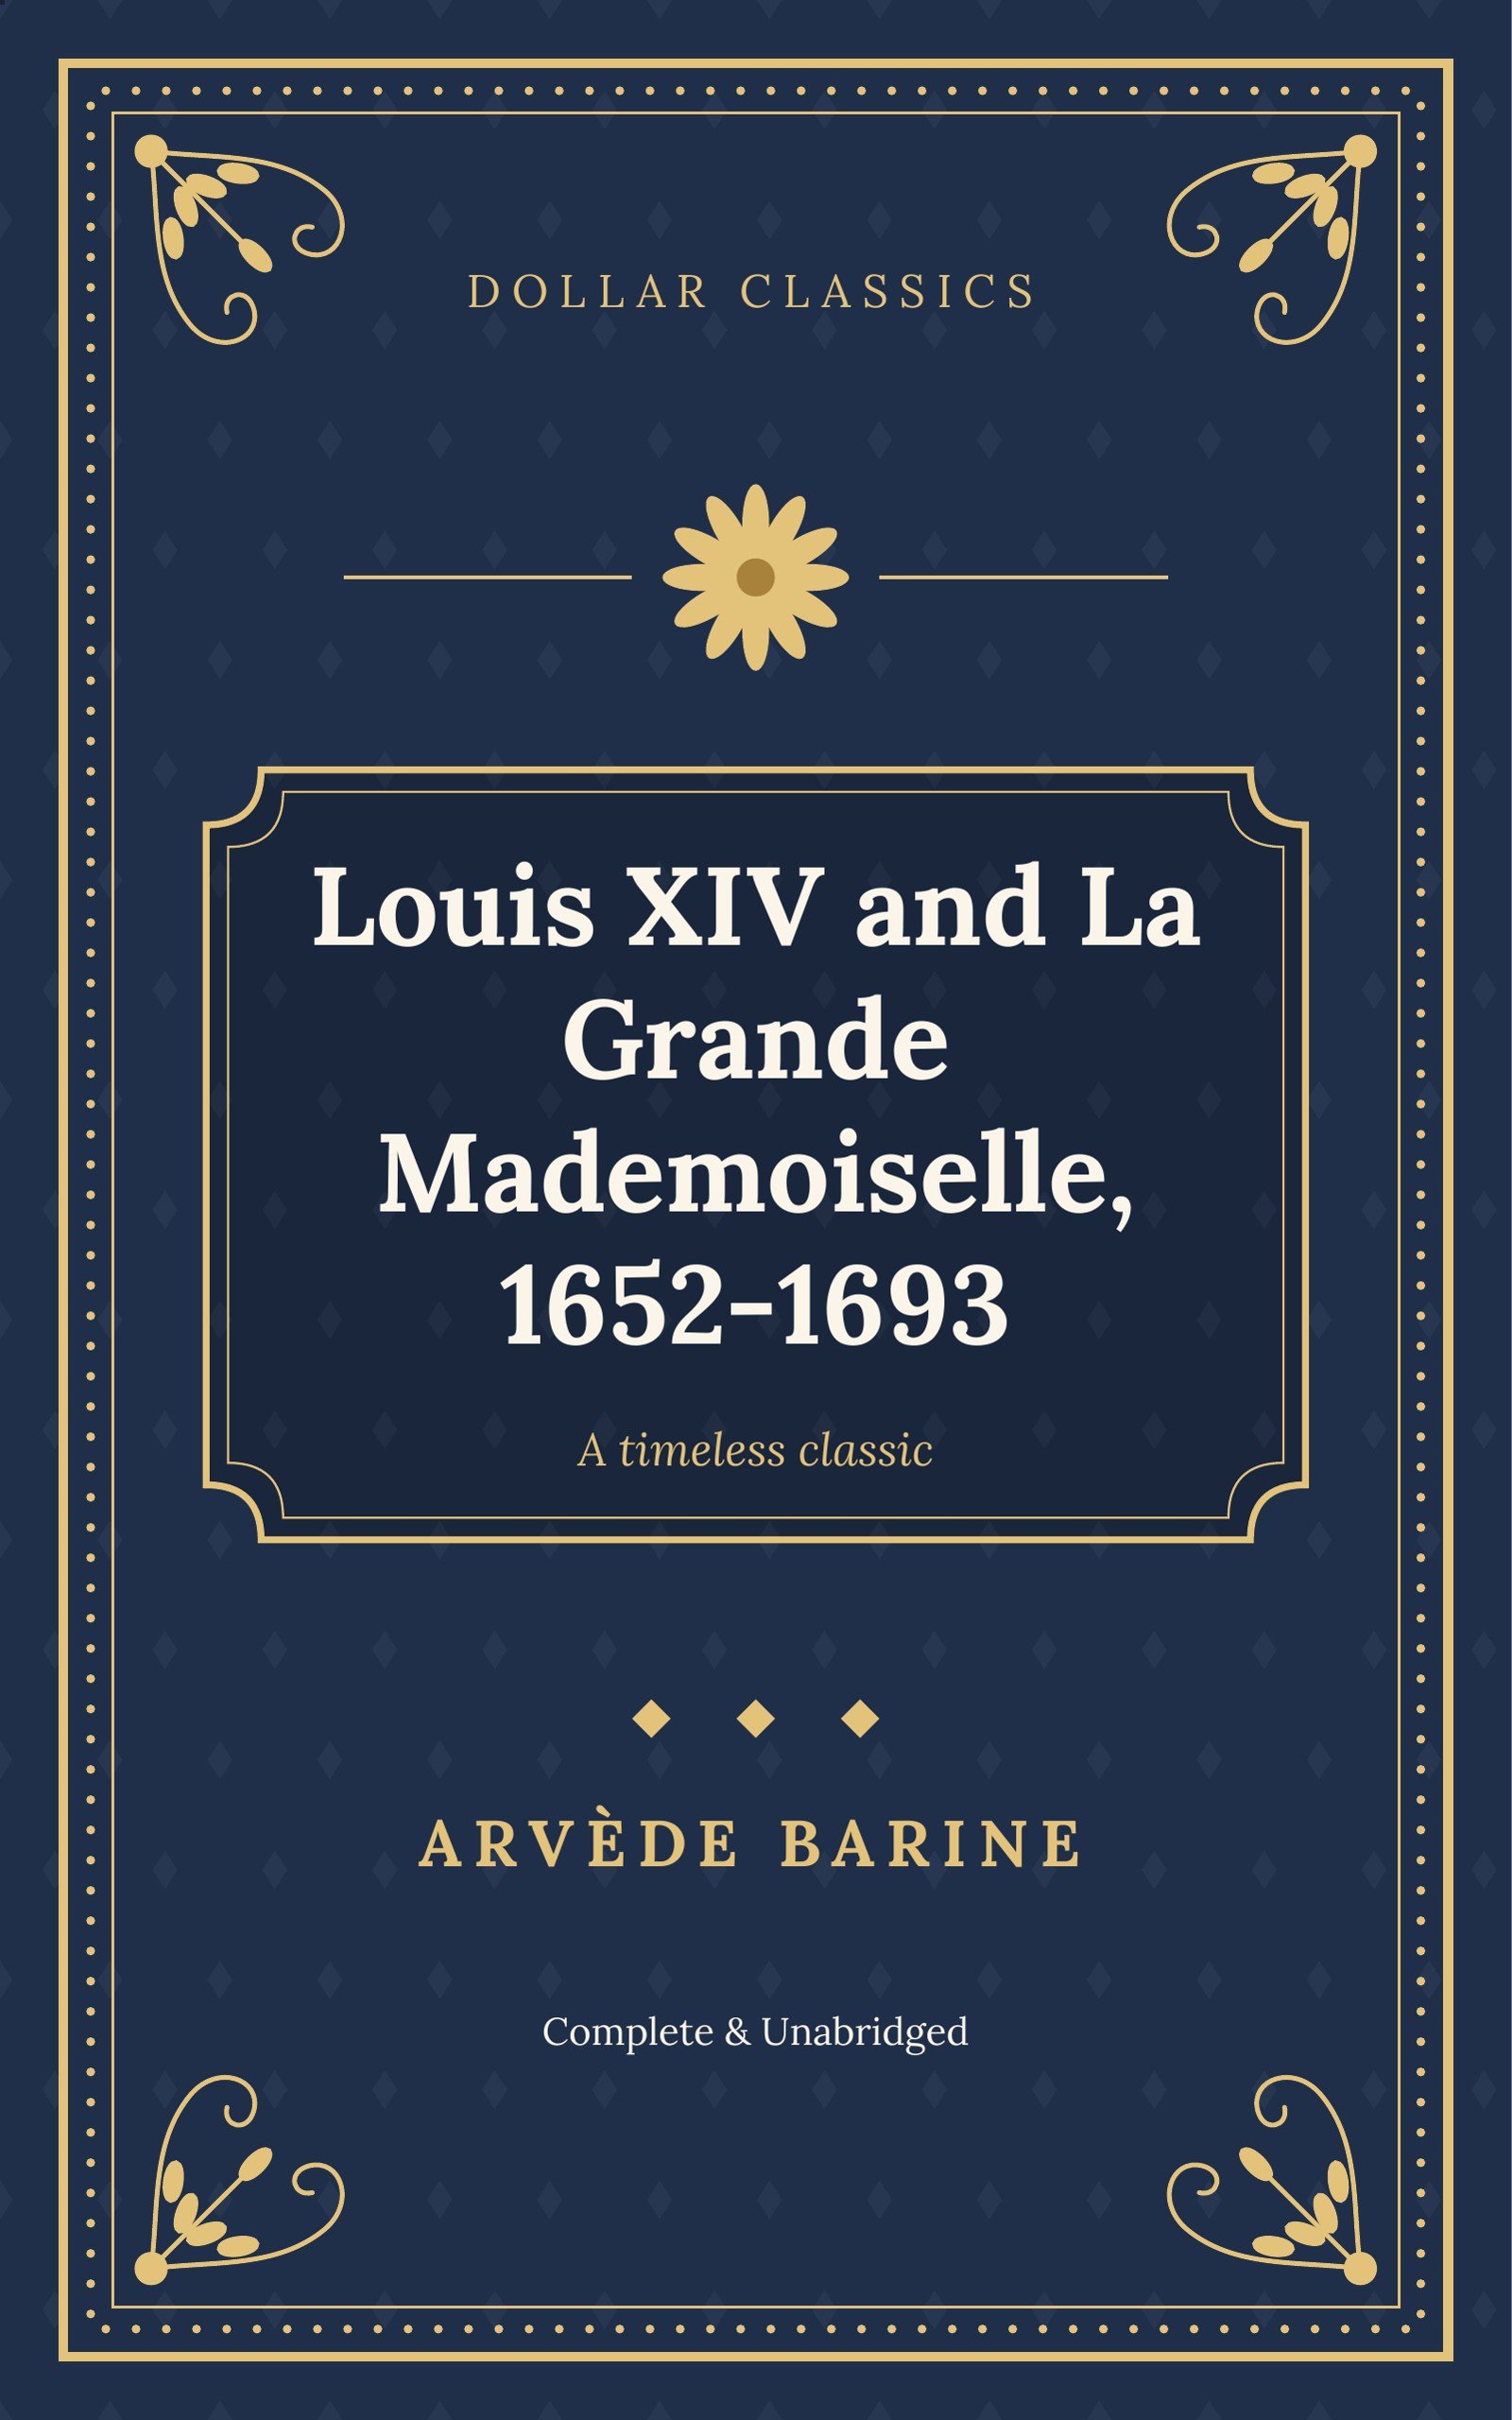 DOLLAR CLASSICS
Louis XIV and La
Grande
Mademoiselle,
1652–1693
A timeless classic
ARVÈDE BARINE
Complete & Unabridged